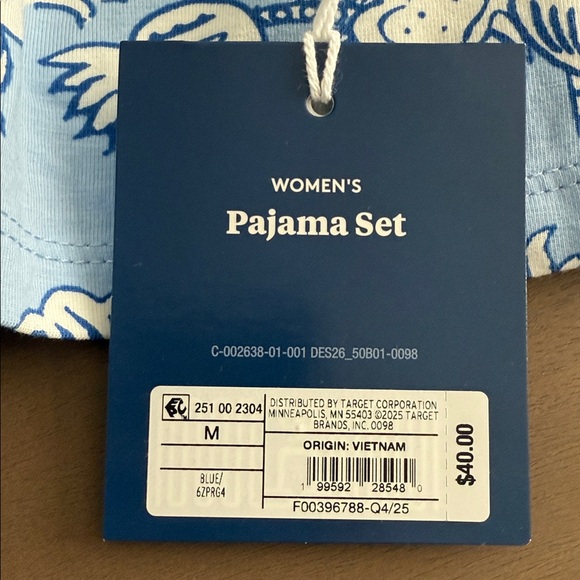 WOMEN'S
Pajama Set
C-002638-01-001 DES26_50B01-0098
251 00 2304
M
BLUE/
6ZPRG4
DISTRIBUTED BY TARGET CORPORATION
MINNEAPOLIS, MN 55403 ©2025 TARGET
BRANDS, INC. 0098
ORIGIN: VIETNAM
1 99592 28548 0
F00396788-Q4/25
$40.00